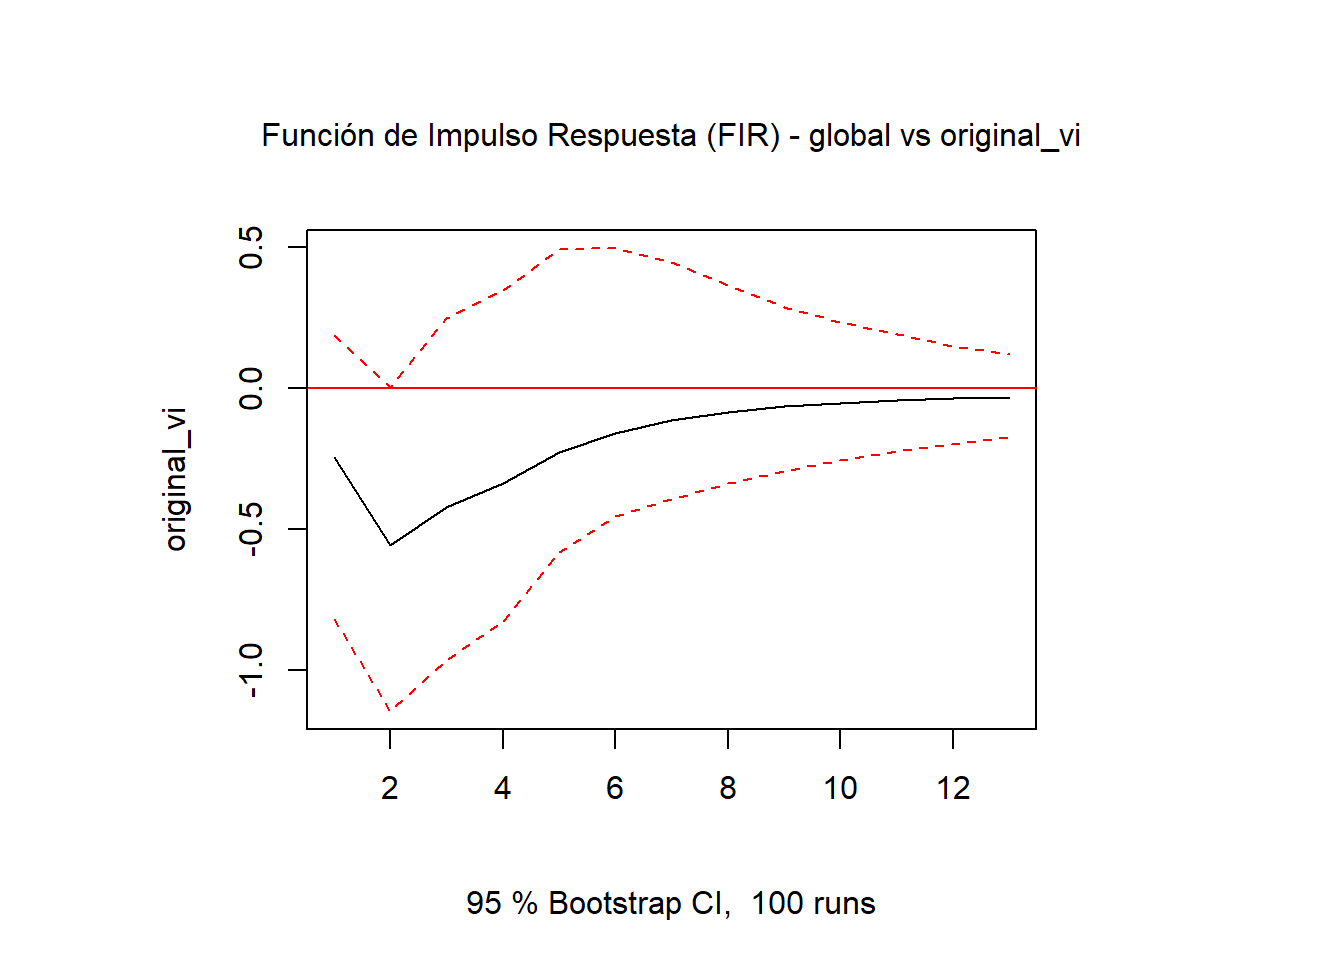 Función de Impulso Respuesta (FIR) - global vs original_vi
0.5
0.0
-0.5
-1.0
original_vi
2 4 6 8 10 12
95 % Bootstrap CI,  100 runs